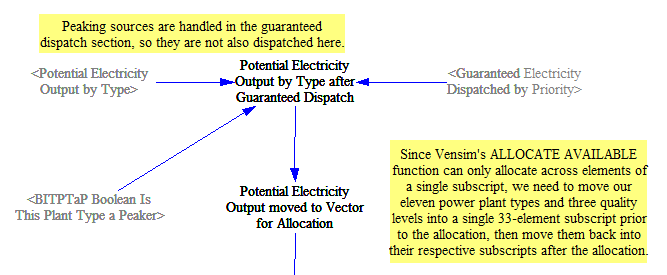 Peaking sources are handled in the guaranteed
dispatch section, so they are not also dispatched here.
<Potential Electricity
Output by Type>
Potential Electricity
Output by Type after
Guaranteed Dispatch
<Guaranteed Electricity
Dispatched by Priority>
Since Vensim's ALLOCATE AVAILABLE
function can only allocate across elements of
a single subscript, we need to move our
eleven power plant types and three quality
levels into a single 33-element subscript prior
to the allocation, then move them back into
their respective subscripts after the allocation.
<BITPTaP Boolean Is
This Plant Type a Peaker>
Potential Electricity
Output moved to Vector
for Allocation